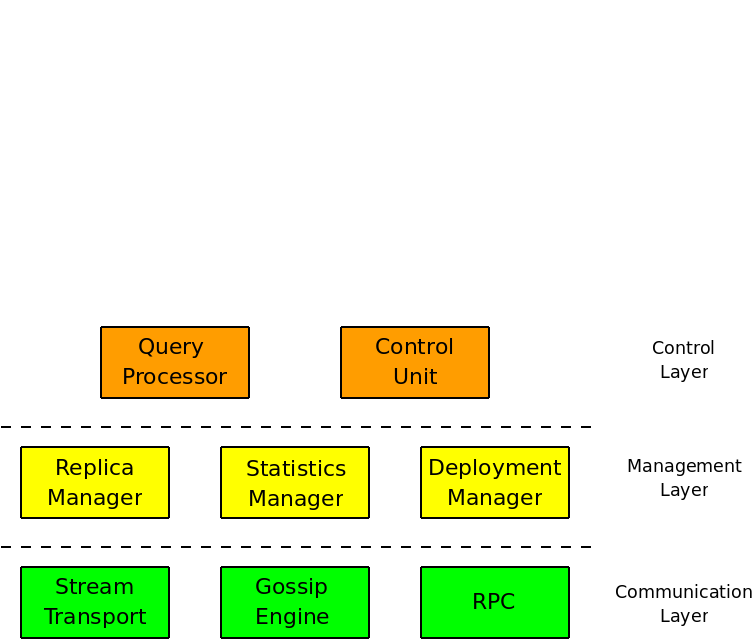 Query
Processor
Control
Unit
Control
Layer
Replica
Manager
Statistics
Manager
Deployment
Manager
Management
Layer
Stream
Transport
Gossip
Engine
RPC
Communication
Layer